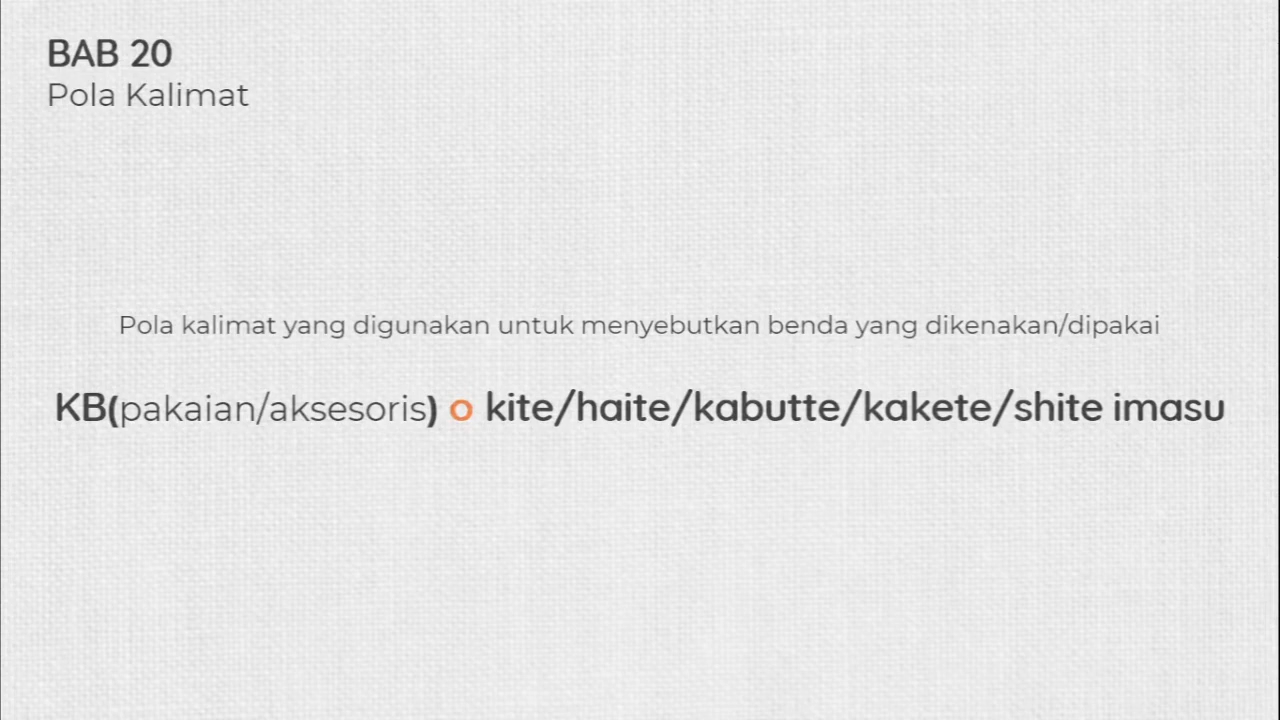 BAB 20
Pola Kalimat
Pola kalimat yang digunakan untuk menyebutkan benda yang dikenakan/dipakai
KB(pakaian/aksesoris) o kite/haite/kabutte/kakete/shite imasu